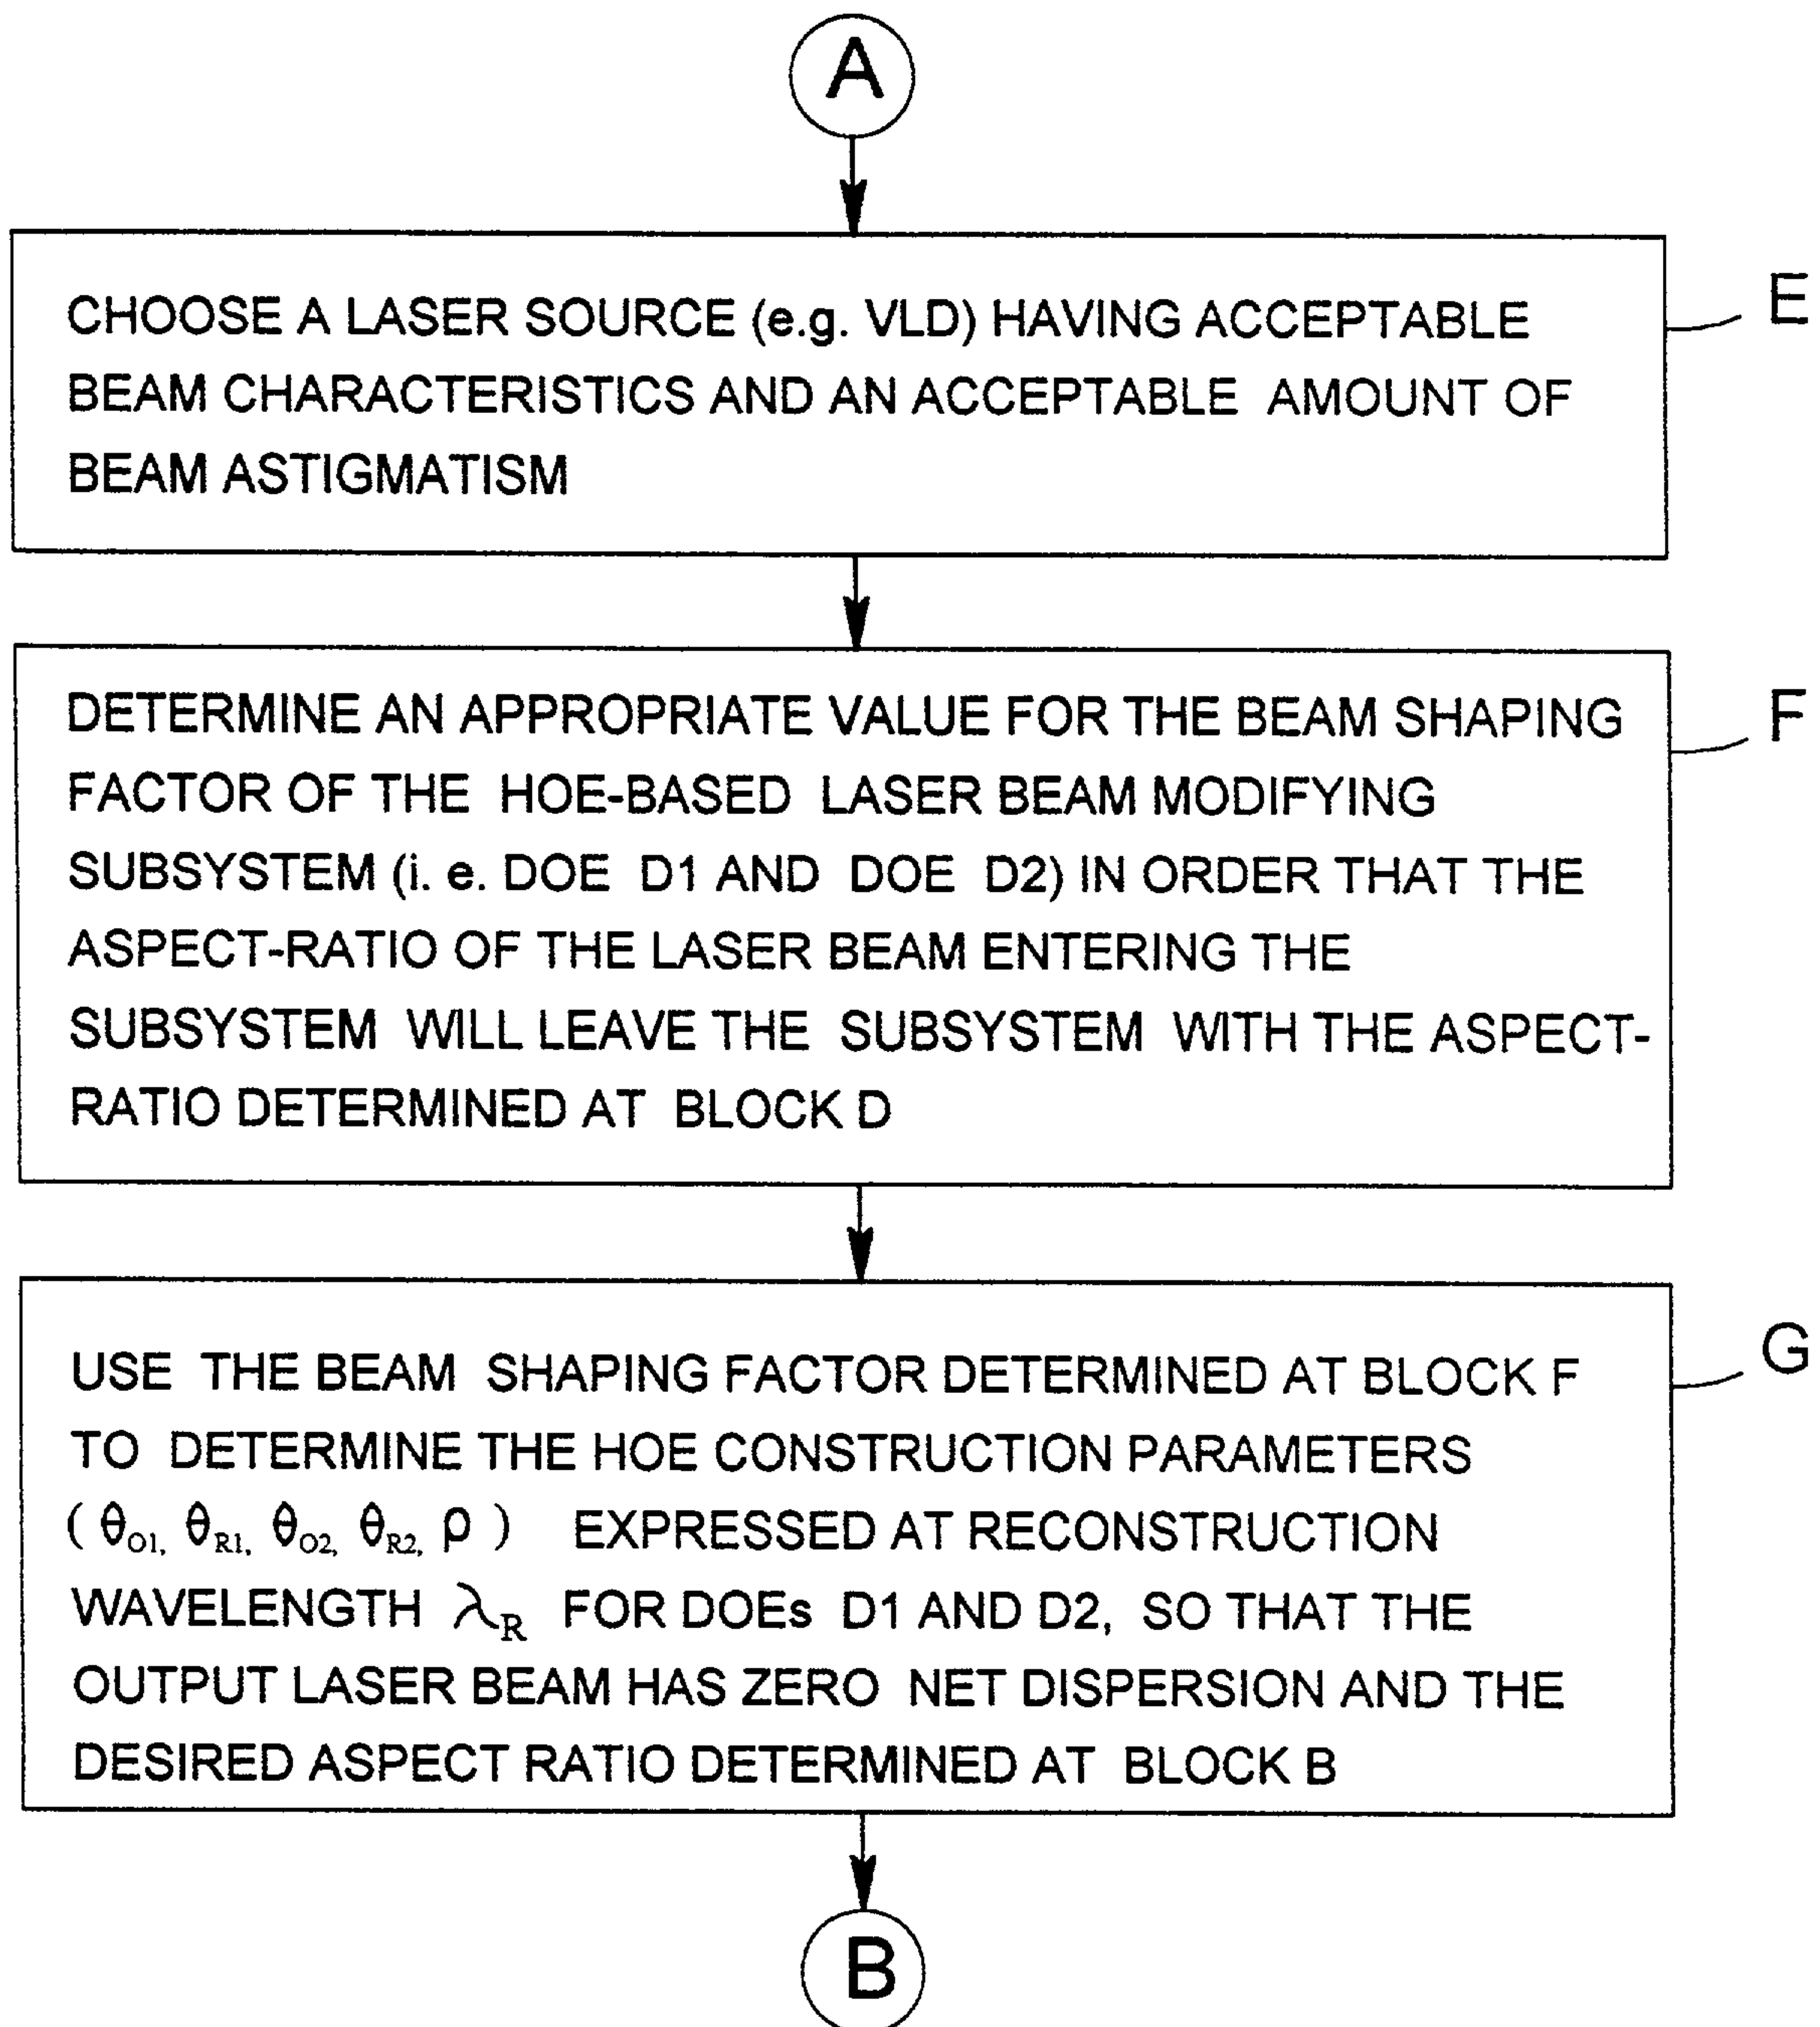 A
CHOOSE A LASER SOURCE (e.g. VLD) HAVING ACCEPTABLE
BEAM CHARACTERISTICS AND AN ACCEPTABLE AMOUNT OF
BEAM ASTIGMATISM
E
DETERMINE AN APPROPRIATE VALUE FOR THE BEAM SHAPING
FACTOR OF THE HOE-BASED LASER BEAM MODIFYING
SUBSYSTEM (i. e. DOE D1 AND DOE D2) IN ORDER THAT THE
ASPECT-RATIO OF THE LASER BEAM ENTERING THE
SUBSYSTEM WILL LEAVE THE SUBSYSTEM WITH THE ASPECT-
RATIO DETERMINED AT BLOCK D
F
USE THE BEAM SHAPING FACTOR DETERMINED AT BLOCK F
TO DETERMINE THE HOE CONSTRUCTION PARAMETERS
( θO1, θR1, θO2, θR2, ρ ) EXPRESSED AT RECONSTRUCTION
WAVELENGTH λR FOR DOEs D1 AND D2, SO THAT THE
OUTPUT LASER BEAM HAS ZERO NET DISPERSION AND THE
DESIRED ASPECT RATIO DETERMINED AT BLOCK B
G
B